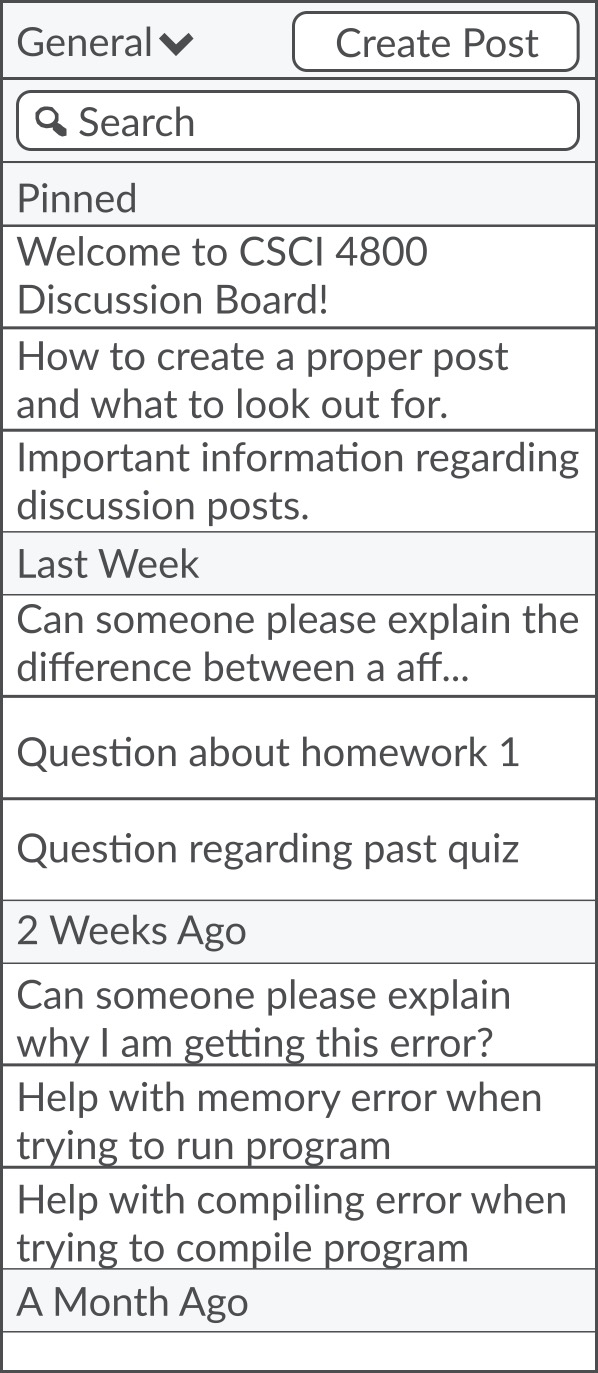 General
Create Post
Search
Pinned
Welcome to CSCI 4800
Discussion Board!
How to create a proper post
and what to look out for.
Important information regarding
discussion posts.
Last Week
Can someone please explain the
difference between a aff...
Question about homework 1
Question regarding past quiz
2 Weeks Ago
Can someone please explain
why I am getting this error?
Help with memory error when
trying to run program
Help with compiling error when
trying to compile program
A Month Ago